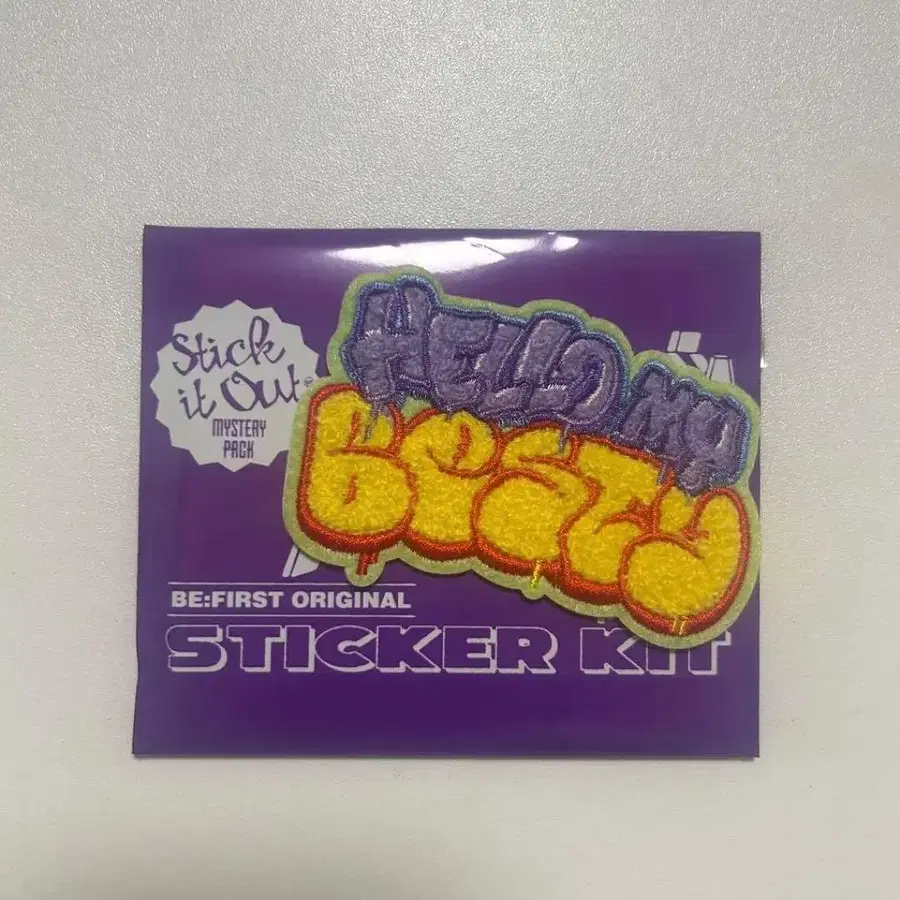 Stick
it Out
MYSTERY
PACK
HELLO MY
BESTY
BE:FIRST ORIGINAL
STICKER KIT